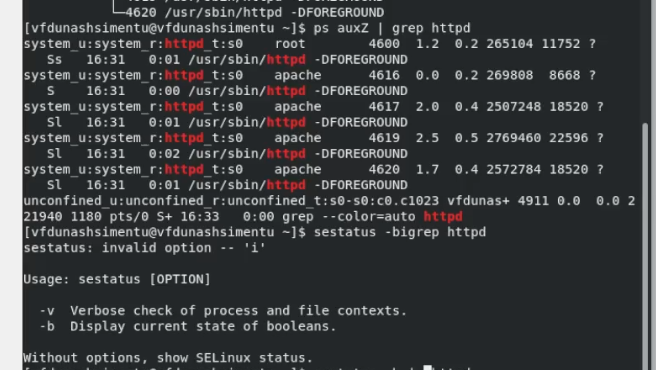 └─4620 /usr/sbin/httpd -DFOREGROUND
[vfdunashsimentu@vfdunashsimentu ~]$ ps auxZ | grep httpd
system_u:system_r:httpd_t:s0    root      4600  1.2  0.2 265104 11752 ?
Ss   16:31   0:01 /usr/sbin/httpd -DFOREGROUND
system_u:system_r:httpd_t:s0    apache    4616  0.0  0.2 269808  8668 ?
S    16:31   0:00 /usr/sbin/httpd -DFOREGROUND
system_u:system_r:httpd_t:s0    apache    4617  2.0  0.4 2507248 18520 ?
Sl   16:31   0:01 /usr/sbin/httpd -DFOREGROUND
system_u:system_r:httpd_t:s0    apache    4619  2.5  0.5 2769460 22596 ?
Sl   16:31   0:02 /usr/sbin/httpd -DFOREGROUND
system_u:system_r:httpd_t:s0    apache    4620  1.7  0.4 2572784 18520 ?
Sl   16:31   0:01 /usr/sbin/httpd -DFOREGROUND
unconfined_u:unconfined_r:unconfined_t:s0-s0:c0.c1023 vfdunas+ 4911 0.0  0.0 2
21940 1180 pts/0 S+ 16:33   0:00 grep --color=auto httpd
[vfdunashsimentu@vfdunashsimentu ~]$ sestatus -bigrep httpd
sestatus: invalid option -- 'i'
Usage: sestatus [OPTION]
-v  Verbose check of process and file contexts.
-b  Display current state of booleans.
Without options, show SELinux status.